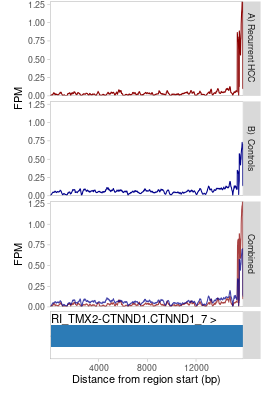 1.25
1.00
0.75
0.50
0.25
0.00
FPM
A) Recurrent HCC
1.25
1.00
0.75
0.50
0.25
0.00
B) Controls
1.25
1.00
0.75
0.50
0.25
0.00
FPM
Combined
RI_TMX2-CTNND1.CTNND1_7 >
4000 8000 12000
Distance from region start (bp)